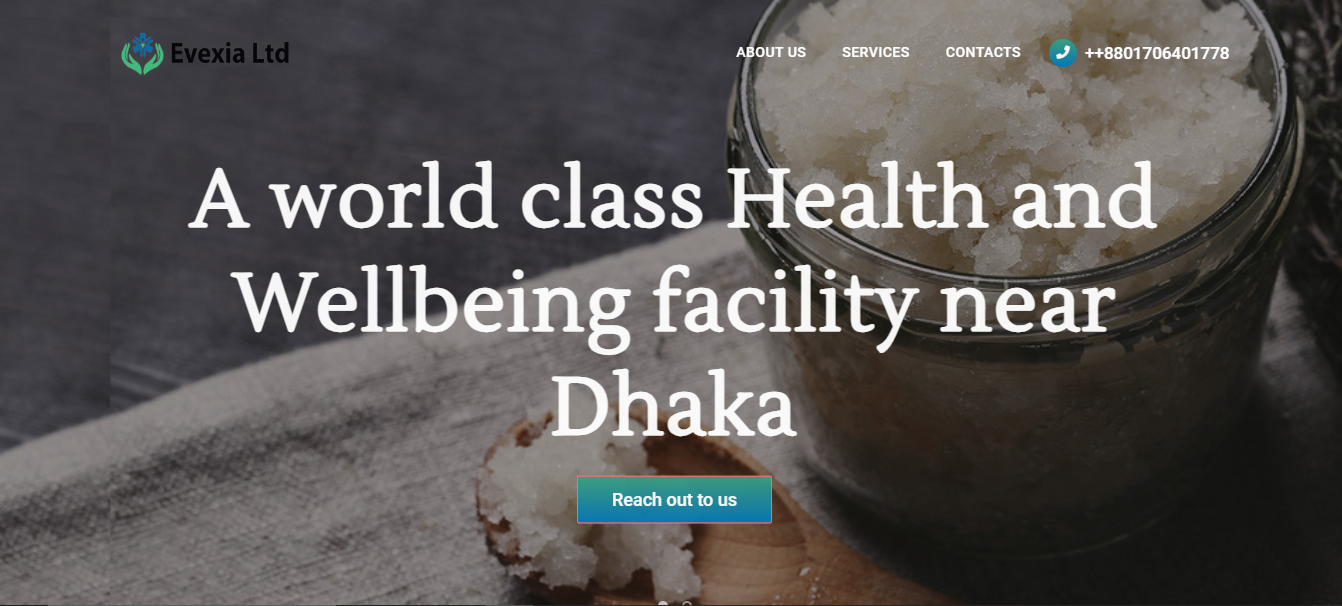 Evexia Ltd
ABOUT US
SERVICES
CONTACTS
++8801706401778
A world class Health and
Wellbeing facility near
Dhaka
Reach out to us